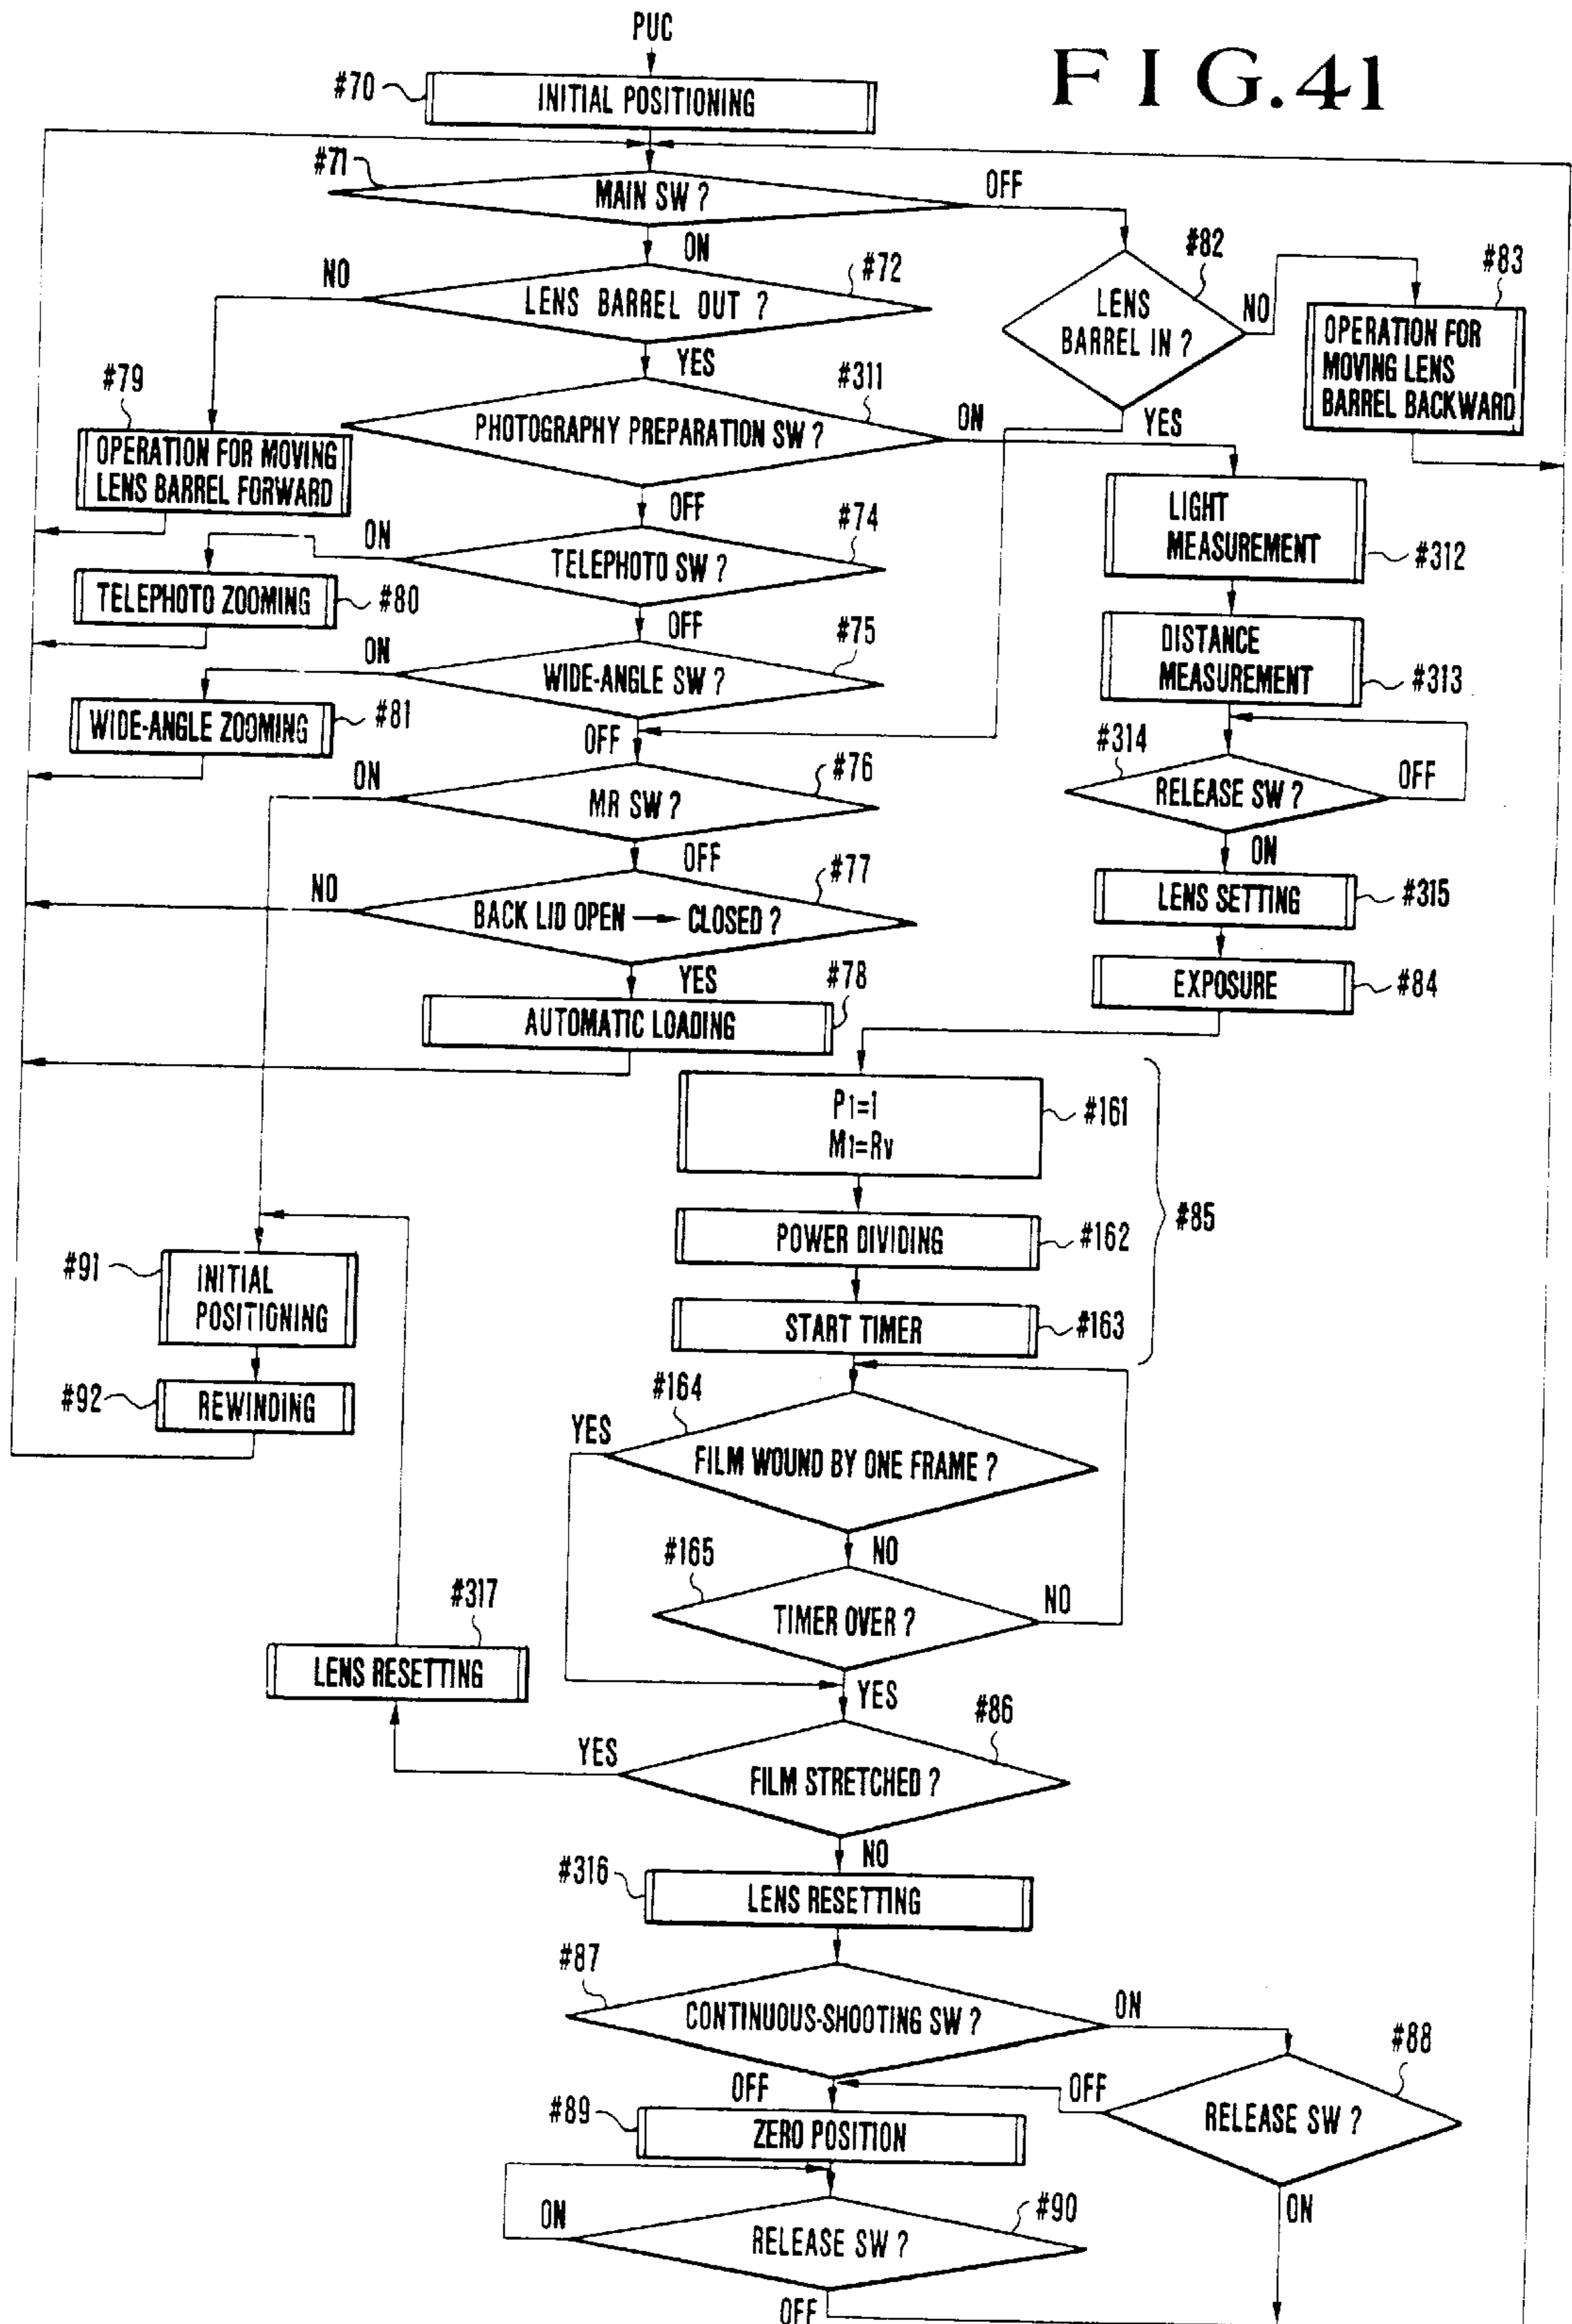 PUC
FIG.41
#70
INITIAL POSITIONING
#71
MAIN SW ?
OFF
ON
#82
LENS
BARREL IN ?
NO
YES
#83
OPERATION FOR
MOVING LENS
BARREL BACKWARD
NO
#72
LENS BARREL OUT ?
YES
#79
OPERATION FOR MOVING
LENS BARREL FORWARD
#311
PHOTOGRAPHY PREPARATION SW ?
ON
OFF
#312
LIGHT
MEASUREMENT
#74
ON
TELEPHOTO SW ?
OFF
TELEPHOTO ZOOMING
#80
#313
DISTANCE
MEASUREMENT
#75
ON
WIDE-ANGLE SW ?
OFF
WIDE-ANGLE ZOOMING
#81
#314
RELEASE SW ?
OFF
ON
#76
ON
MR SW ?
OFF
#315
LENS SETTING
#77
NO
BACK LID OPEN → CLOSED ?
YES
EXPOSURE
#84
#78
AUTOMATIC LOADING
P1=1
M1=Rv
#161
#85
POWER DIVIDING
#162
START TIMER
#163
#91
INITIAL
POSITIONING
#92
REWINDING
#164
YES
FILM WOUND BY ONE FRAME ?
NO
#165
TIMER OVER ?
NO
YES
#317
LENS RESETTING
#86
YES
FILM STRETCHED ?
NO
#316
LENS RESETTING
#87
CONTINUOUS-SHOOTING SW ?
ON
OFF
#88
OFF
RELEASE SW ?
ON
#89
ZERO POSITION
#90
ON
RELEASE SW ?
OFF